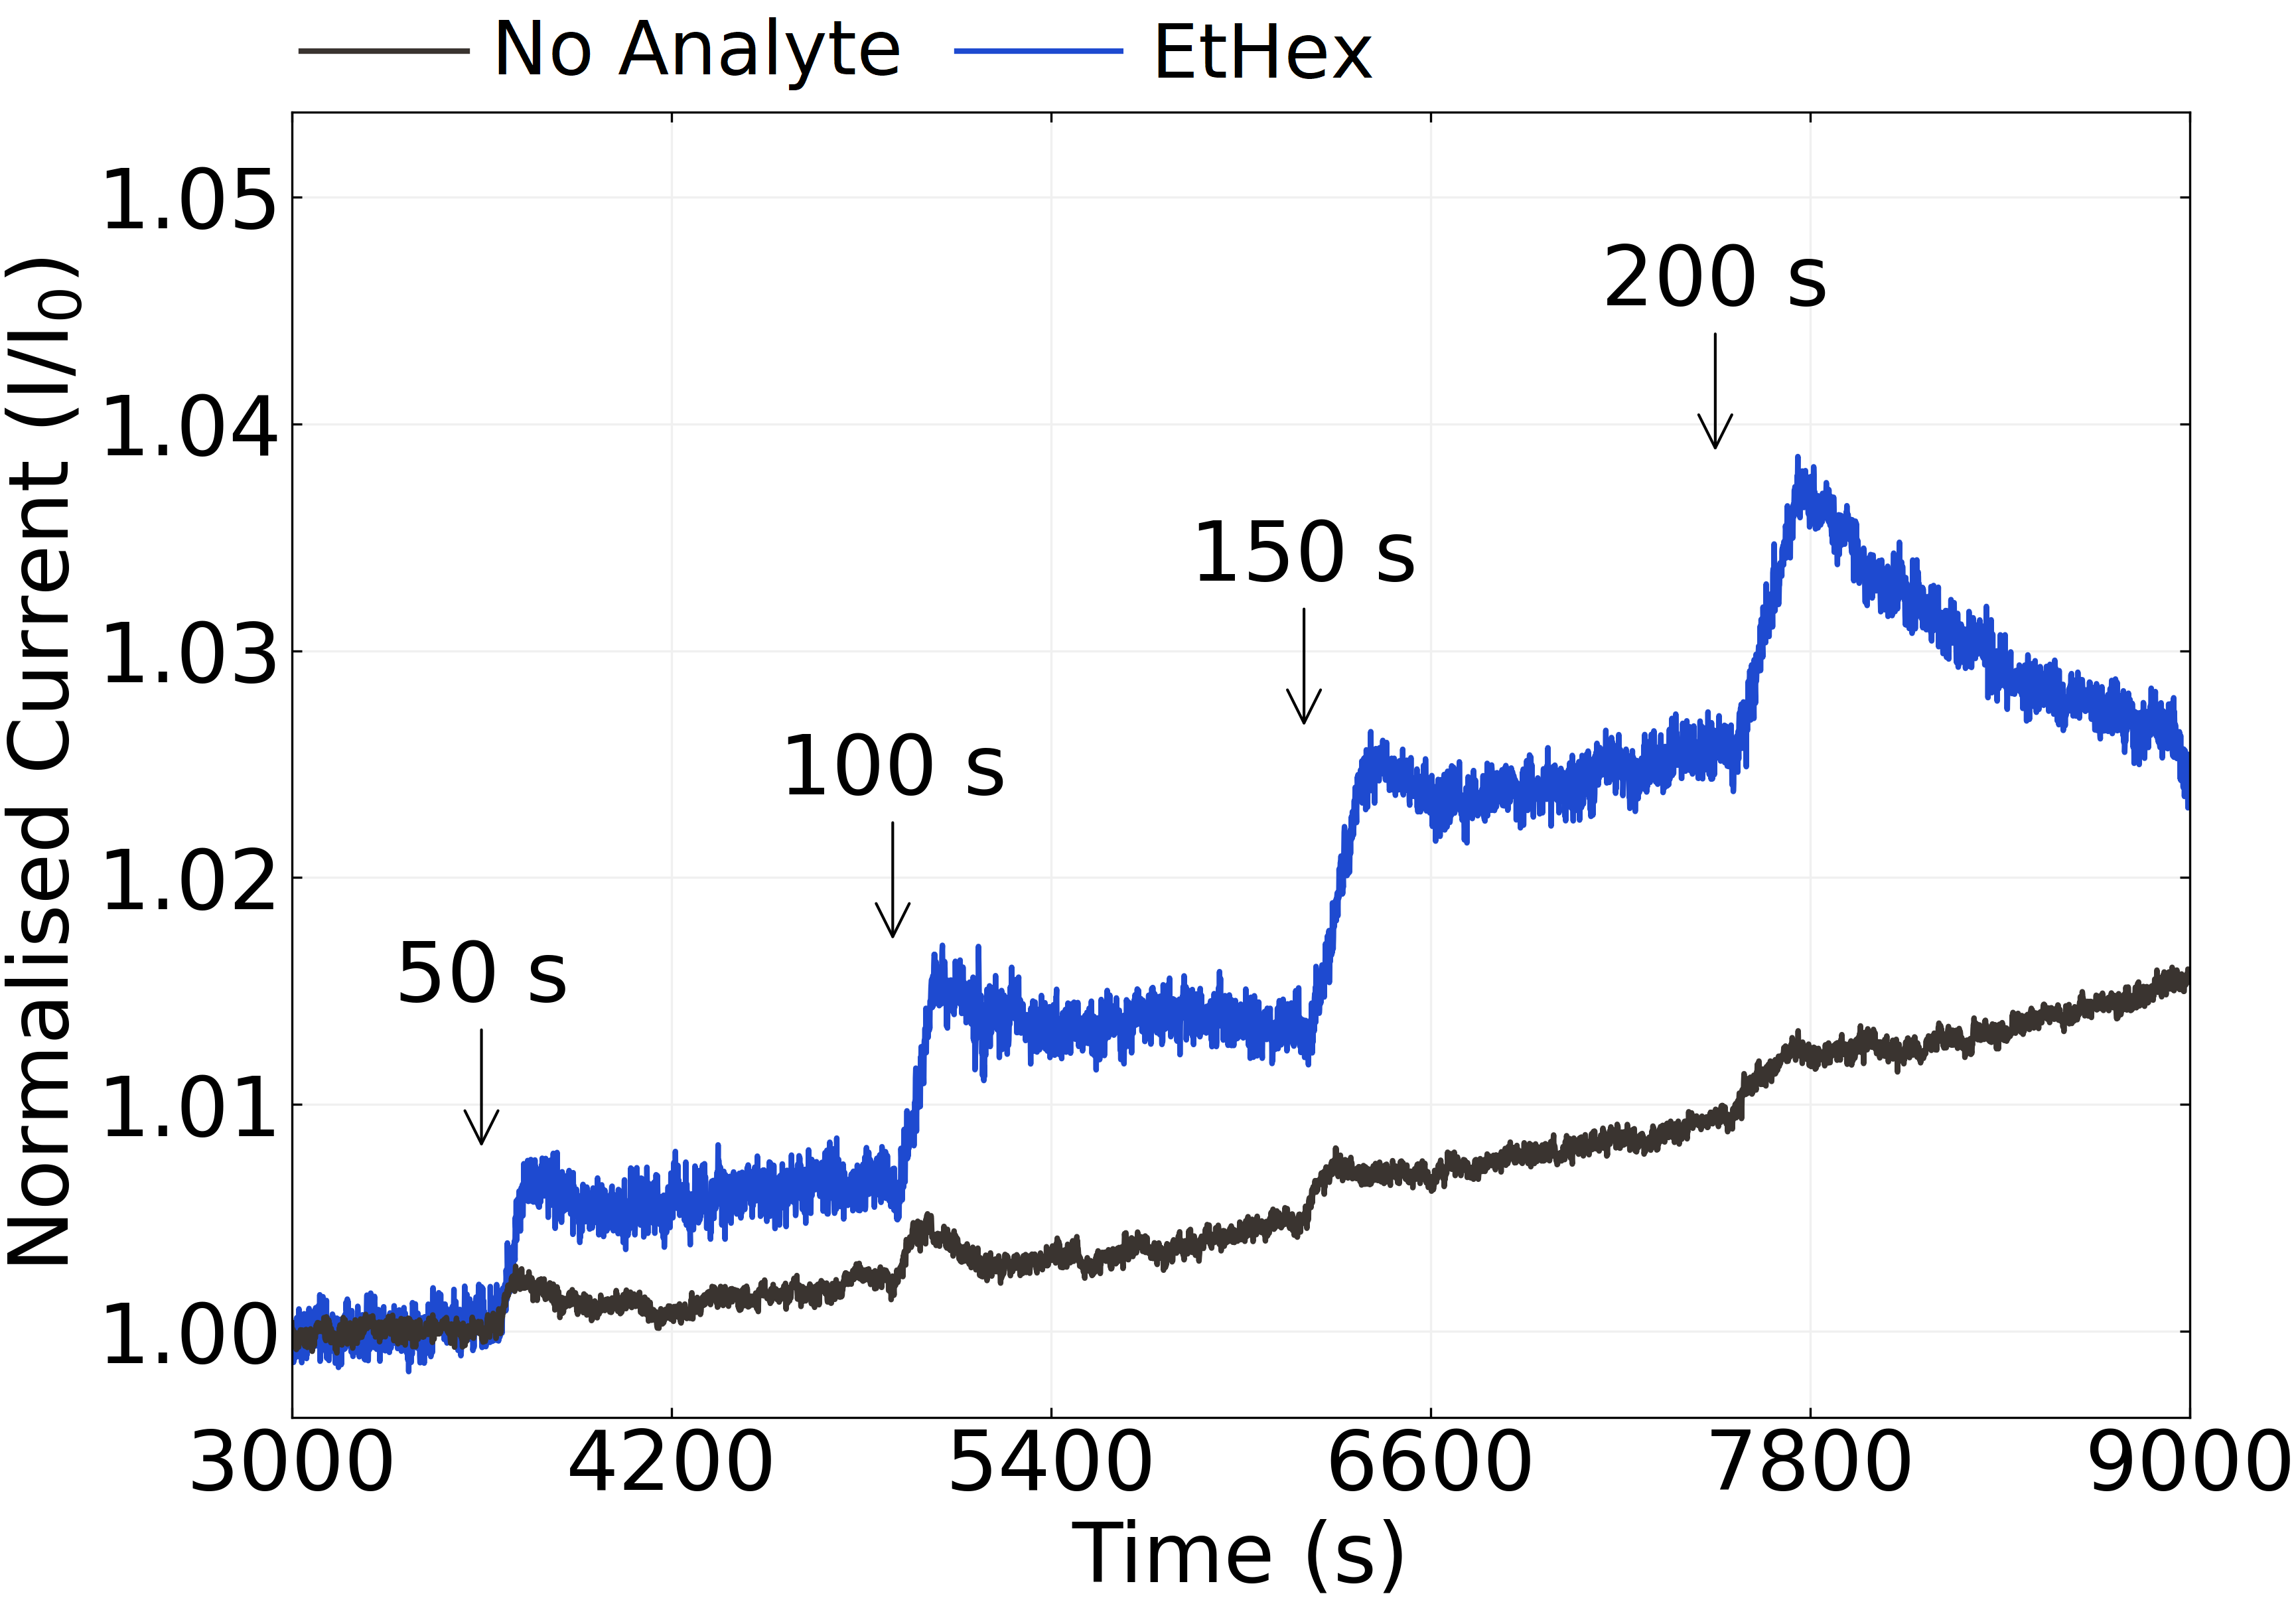 No Analyte EtHex
Normalised Current (I/I₀)
1.05
1.04
1.03
1.02
1.01
1.00
200 s
150 s
100 s
50 s
3000 4200 5400 6600 7800 9000
Time (s)